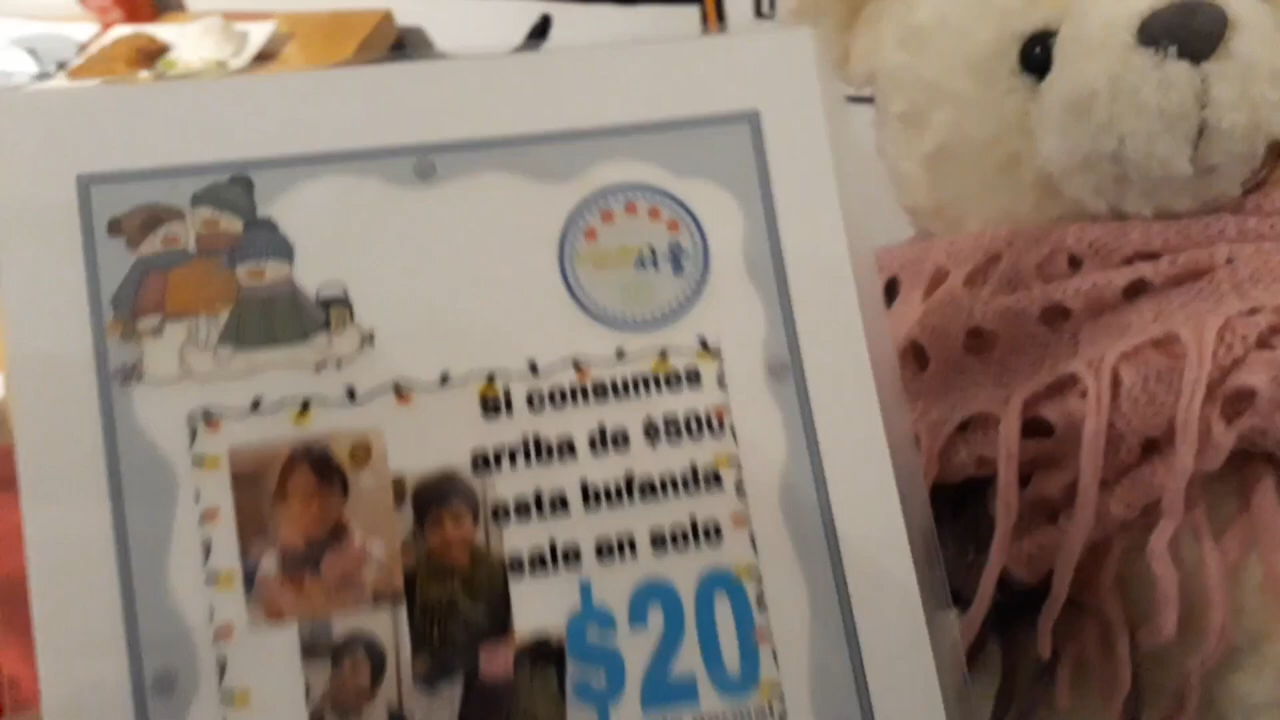 Si consumes
arriba de $500
esta bufanda
sale en solo
$20